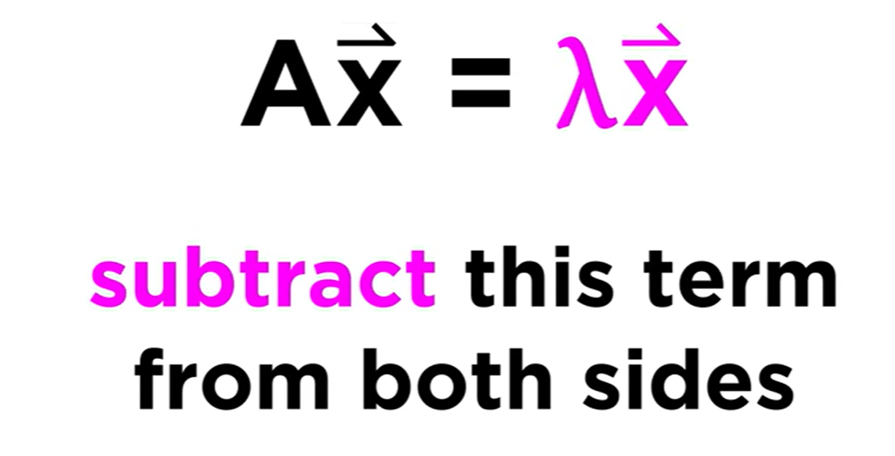 Ax⃑ = λx⃑
subtract this term
from both sides